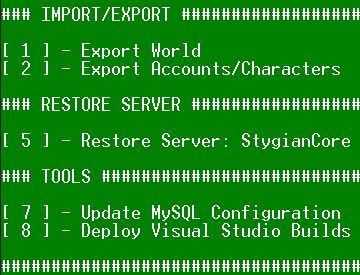 ### IMPORT/EXPORT ##################
[ 1 ] - Export World
[ 2 ] - Export Accounts/Characters
### RESTORE SERVER #################
[ 5 ] - Restore Server: StygianCore
### TOOLS ##########################
[ 7 ] - Update MySQL Configuration
[ 8 ] - Deploy Visual Studio Builds
####################################